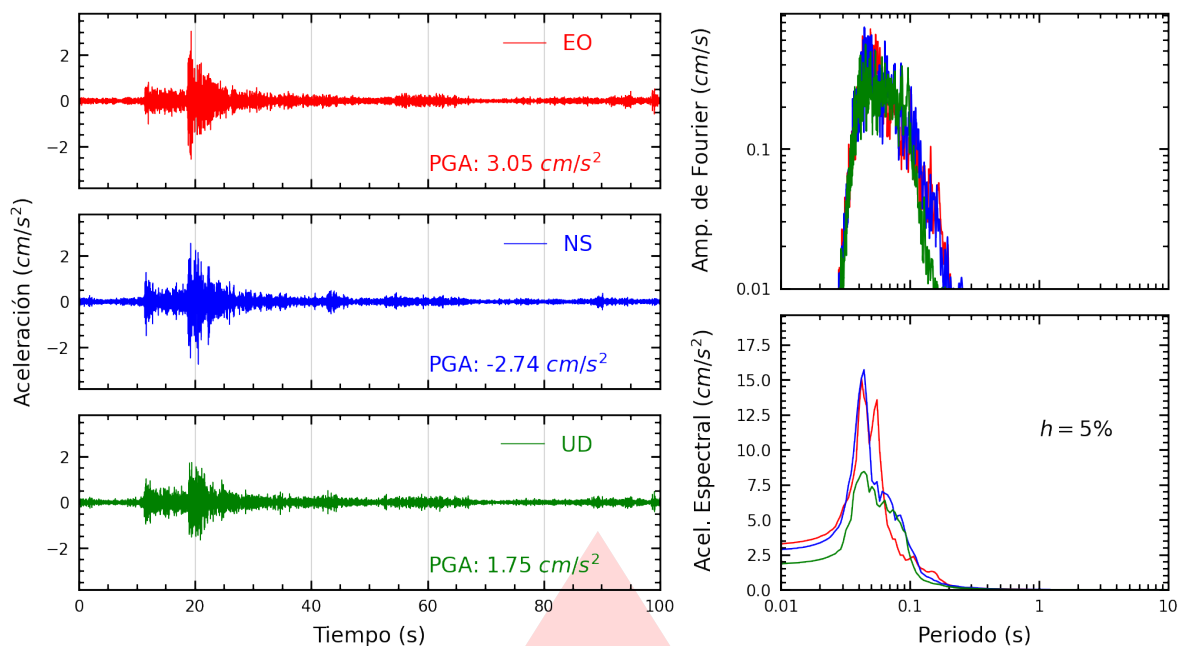 Aceleración (cm/s²)
2
0
−2
EO
PGA: 3.05 cm/s²
2
0
−2
NS
PGA: -2.74 cm/s²
2
0
−2
UD
PGA: 1.75 cm/s²
0 20 40 60 80 100
Tiempo (s)
Amp. de Fourier (cm/s)
0.1
0.01
Acel. Espectral (cm/s²)
17.5
15.0
12.5
10.0
7.5
5.0
2.5
0.0
h = 5%
0.01 0.1 1 10
Periodo (s)